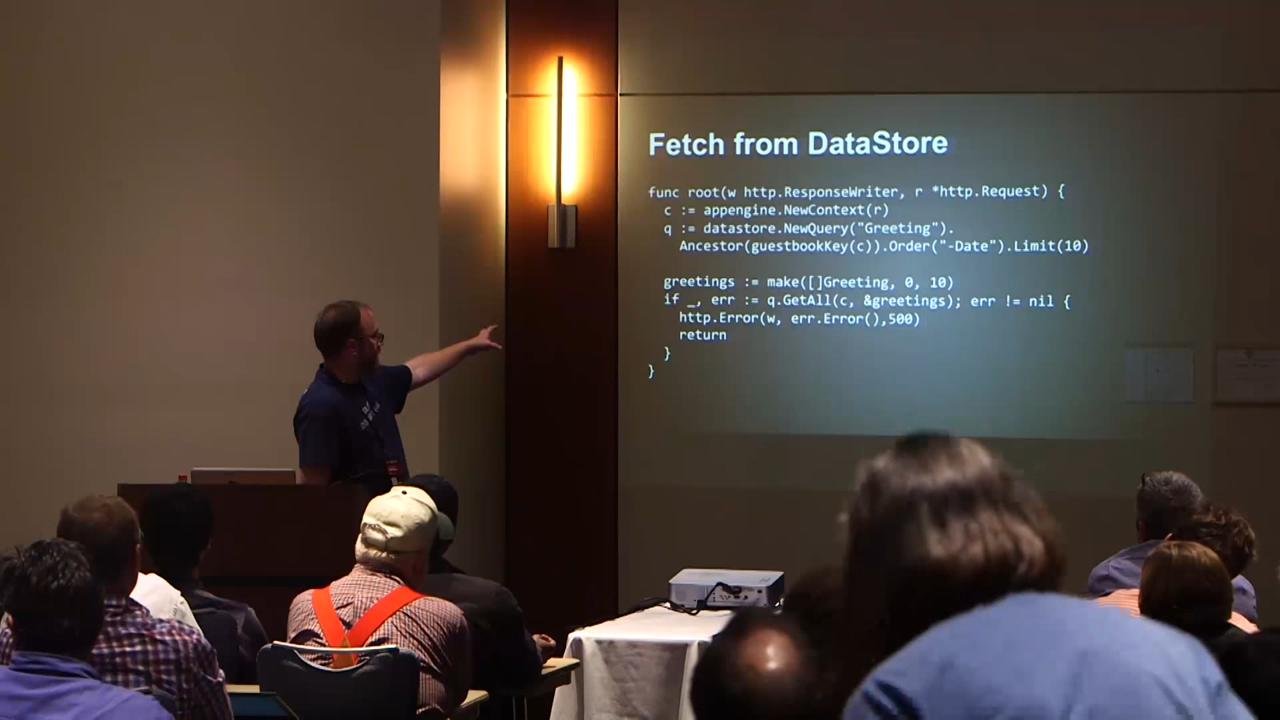 Fetch from DataStore
func root(w http.ResponseWriter, r *http.Request) {
c := appengine.NewContext(r)
q := datastore.NewQuery("Greeting").
Ancestor(guestbookKey(c)).Order("-Date").Limit(10)
greetings := make([]Greeting, 0, 10)
if _, err := q.GetAll(c, &greetings); err != nil {
http.Error(w, err.Error(),500)
return
}
}